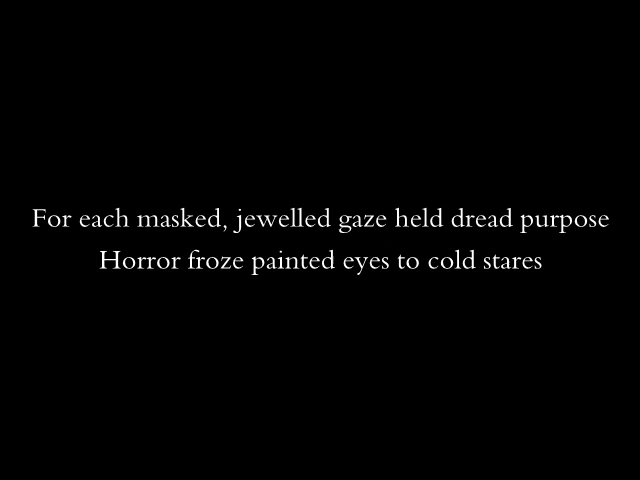 For each masked, jewelled gaze held dread purpose
Horror froze painted eyes to cold stares